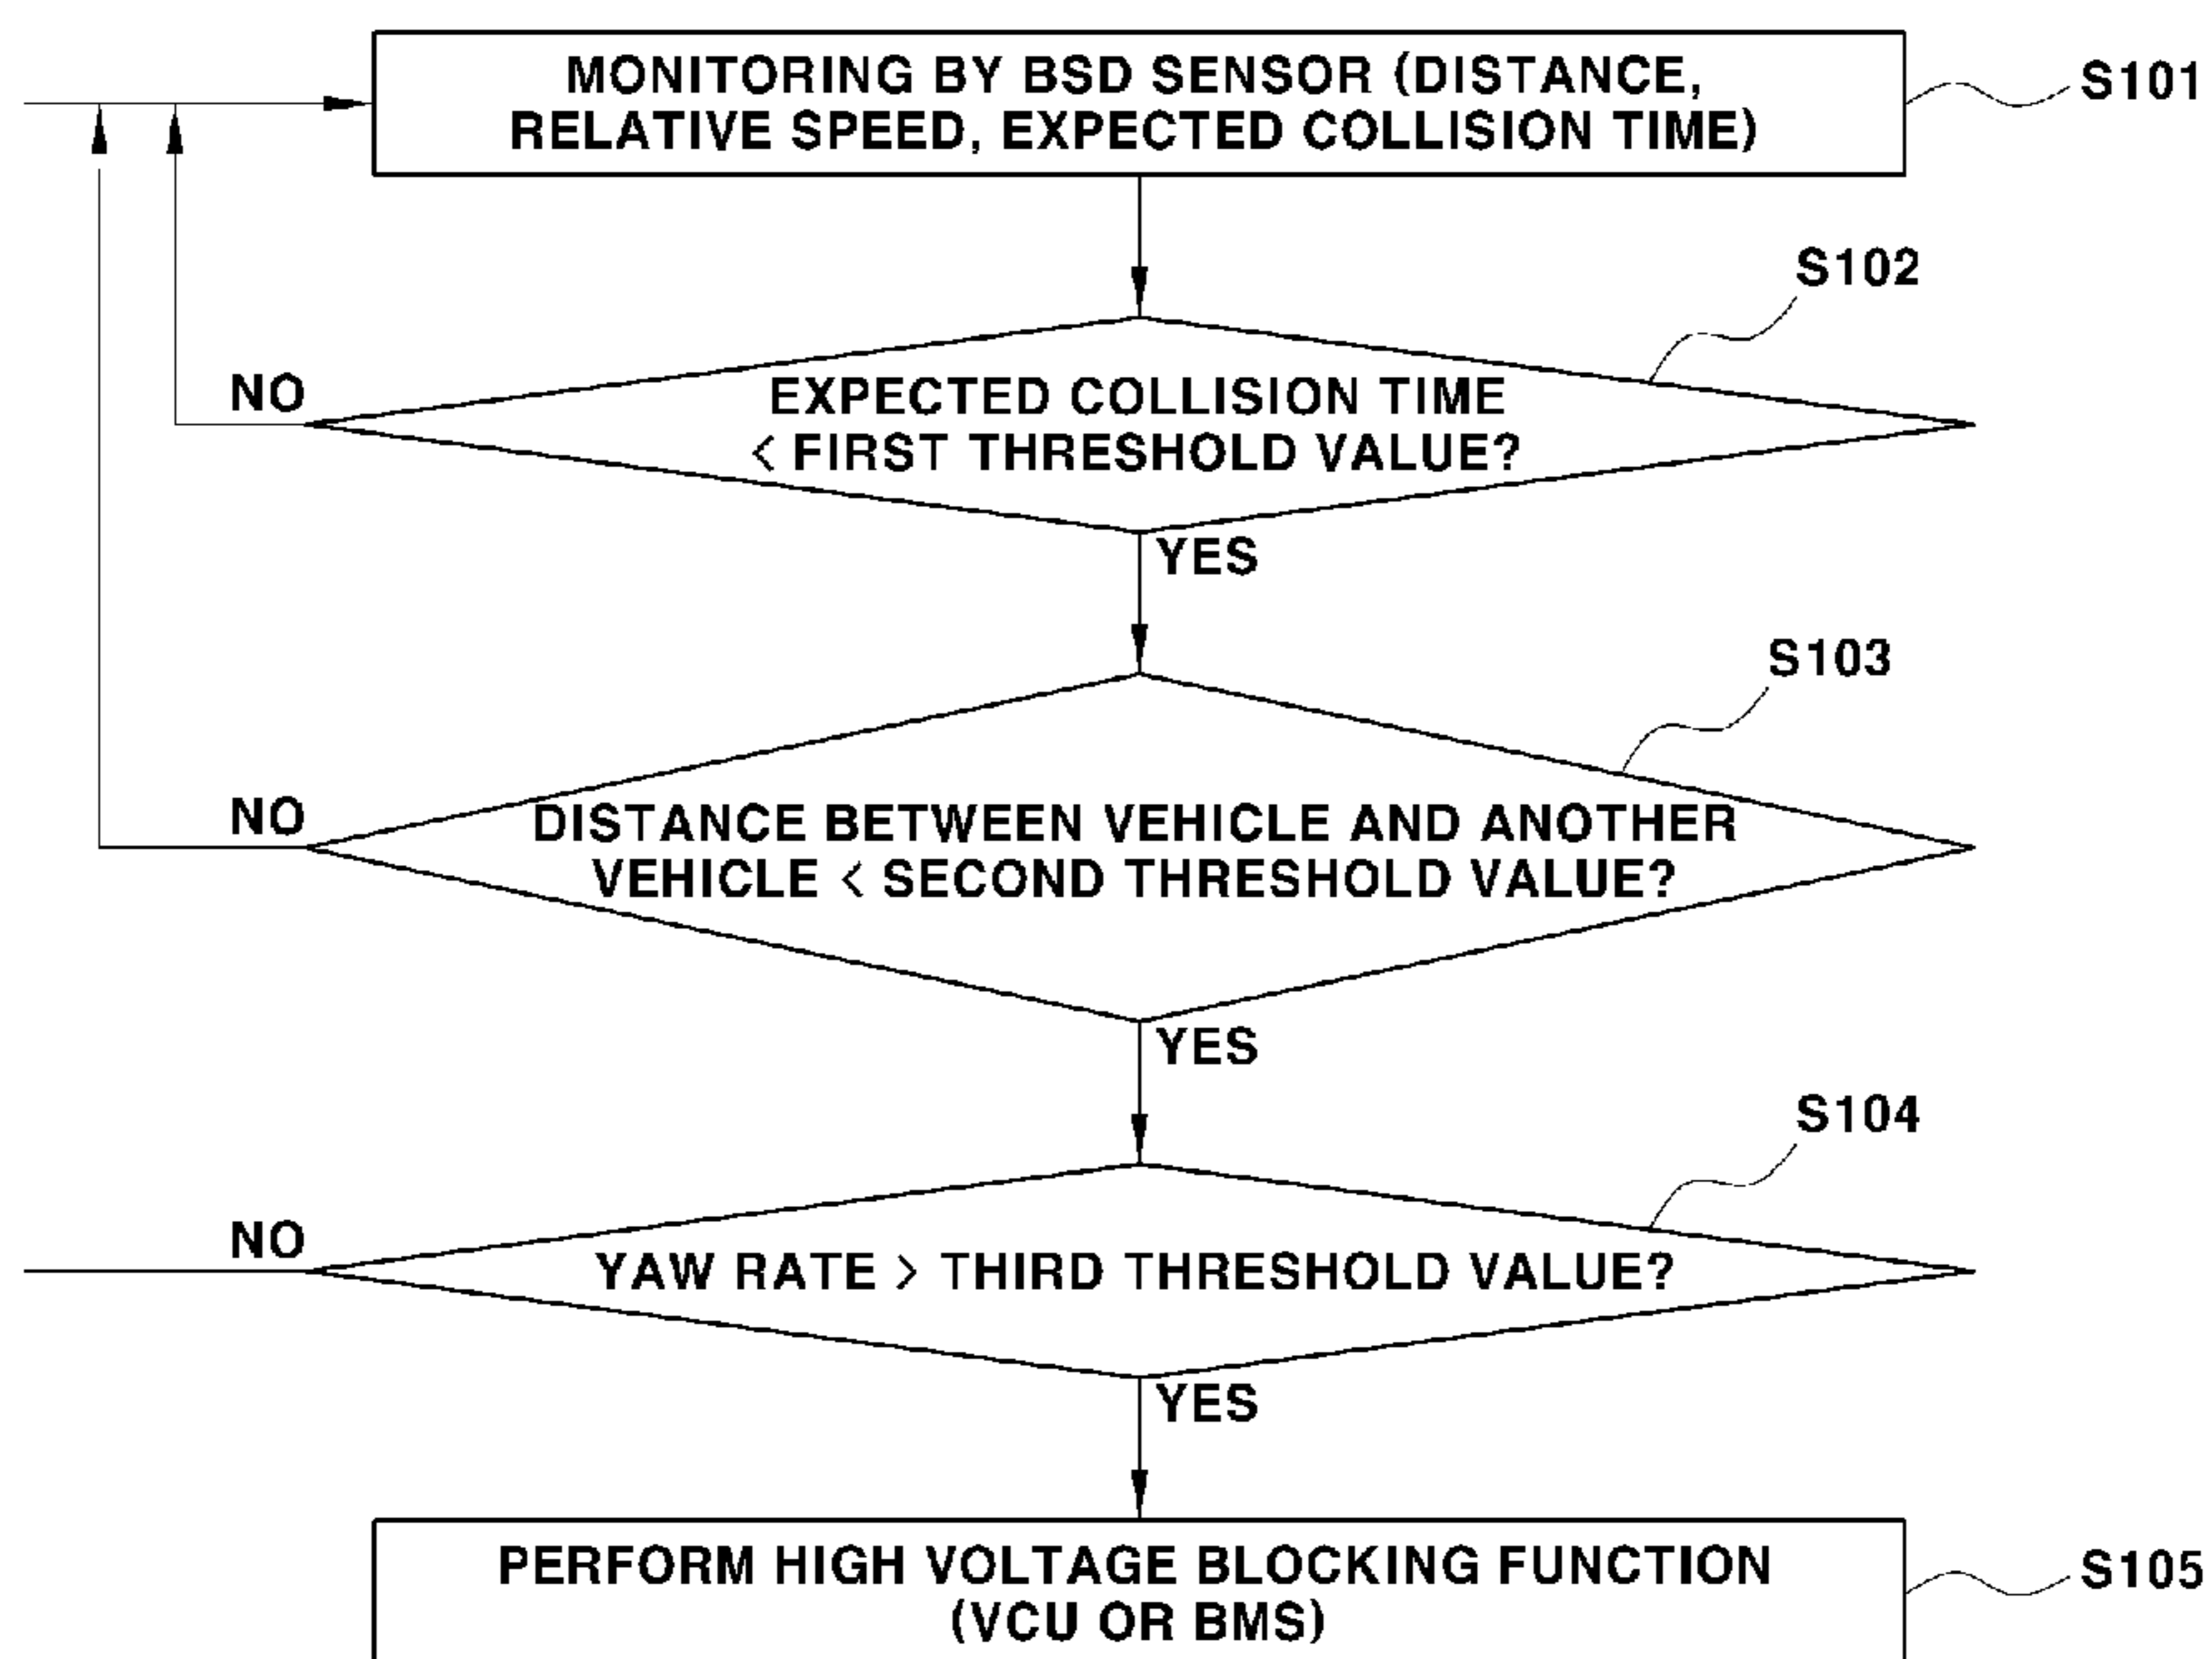 MONITORING BY BSD SENSOR (DISTANCE,
RELATIVE SPEED, EXPECTED COLLISION TIME)
S101
S102
NO
EXPECTED COLLISION TIME
< FIRST THRESHOLD VALUE?
YES
S103
NO
DISTANCE BETWEEN VEHICLE AND ANOTHER
VEHICLE < SECOND THRESHOLD VALUE?
YES
S104
NO
YAW RATE > THIRD THRESHOLD VALUE?
YES
PERFORM HIGH VOLTAGE BLOCKING FUNCTION
(VCU OR BMS)
S105